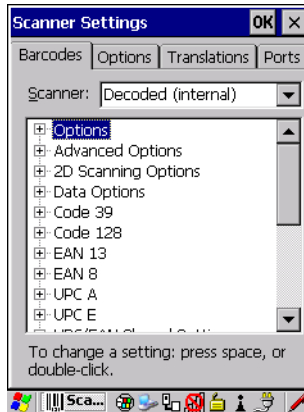 Scanner Settings OK ×
Barcodes Options Translations Ports
Scanner: Decoded (internal)
Options
Advanced Options
2D Scanning Options
Data Options
Code 39
Code 128
EAN 13
EAN 8
UPC A
UPC E
To change a setting: press space, or
double-click.
Sca...